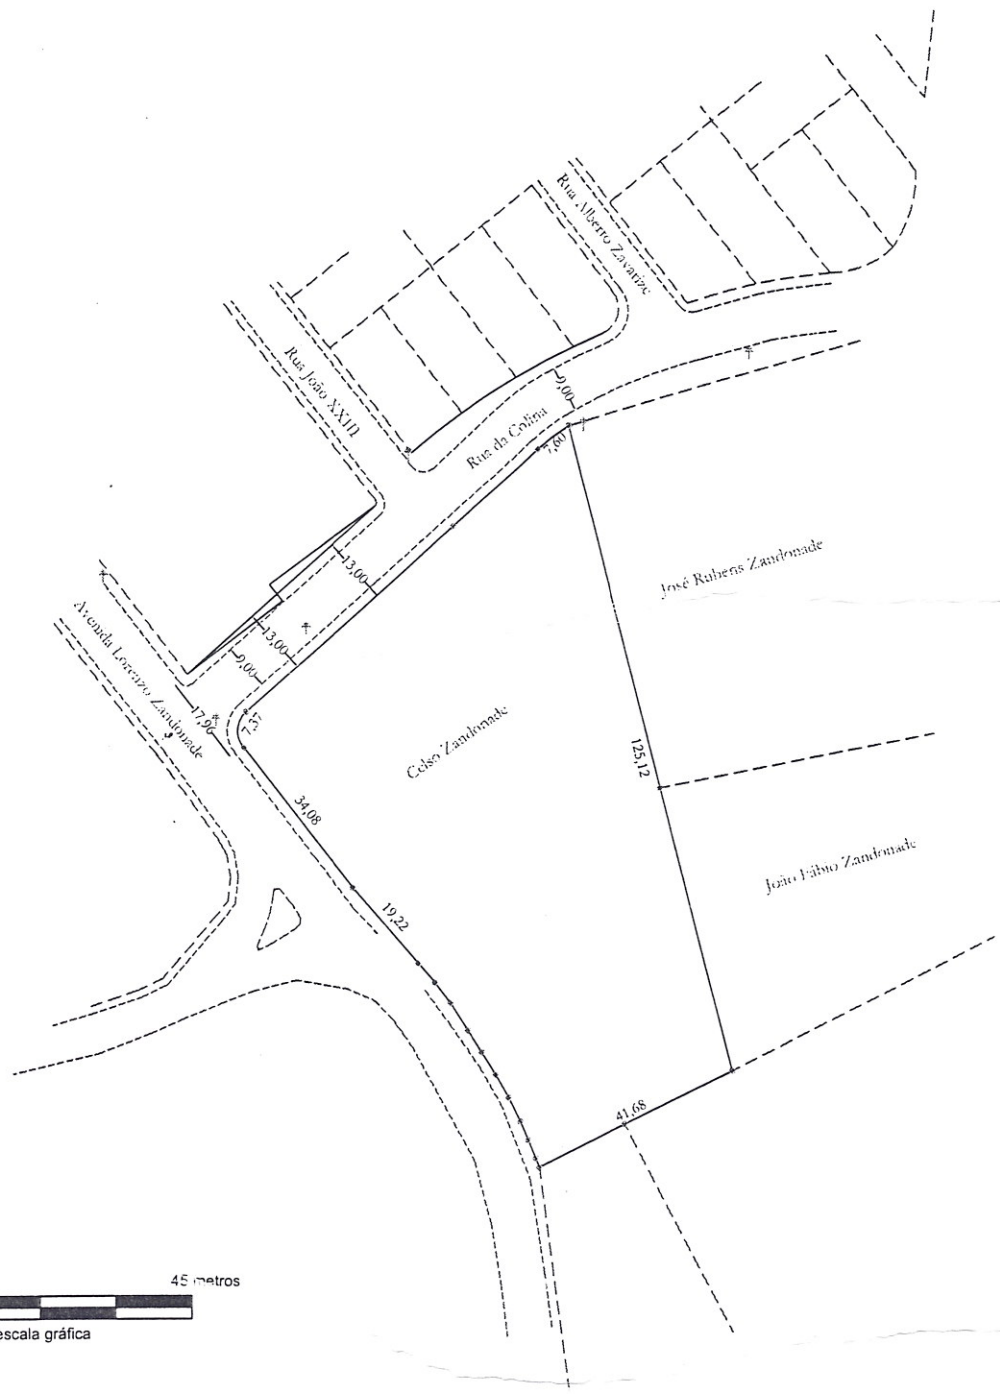 Rua Alberto Zavarize
Rua João XXIII
9,00
Rua da Colina
7,60
13,00
José Rubens Zandonade
Avenida Lorenzo Zandonade
13,00
9,00
17,96
7,37
Celso Zandonade
125,12
34,08
João Fábio Zandonade
19,22
41,68
45 metros
escala gráfica